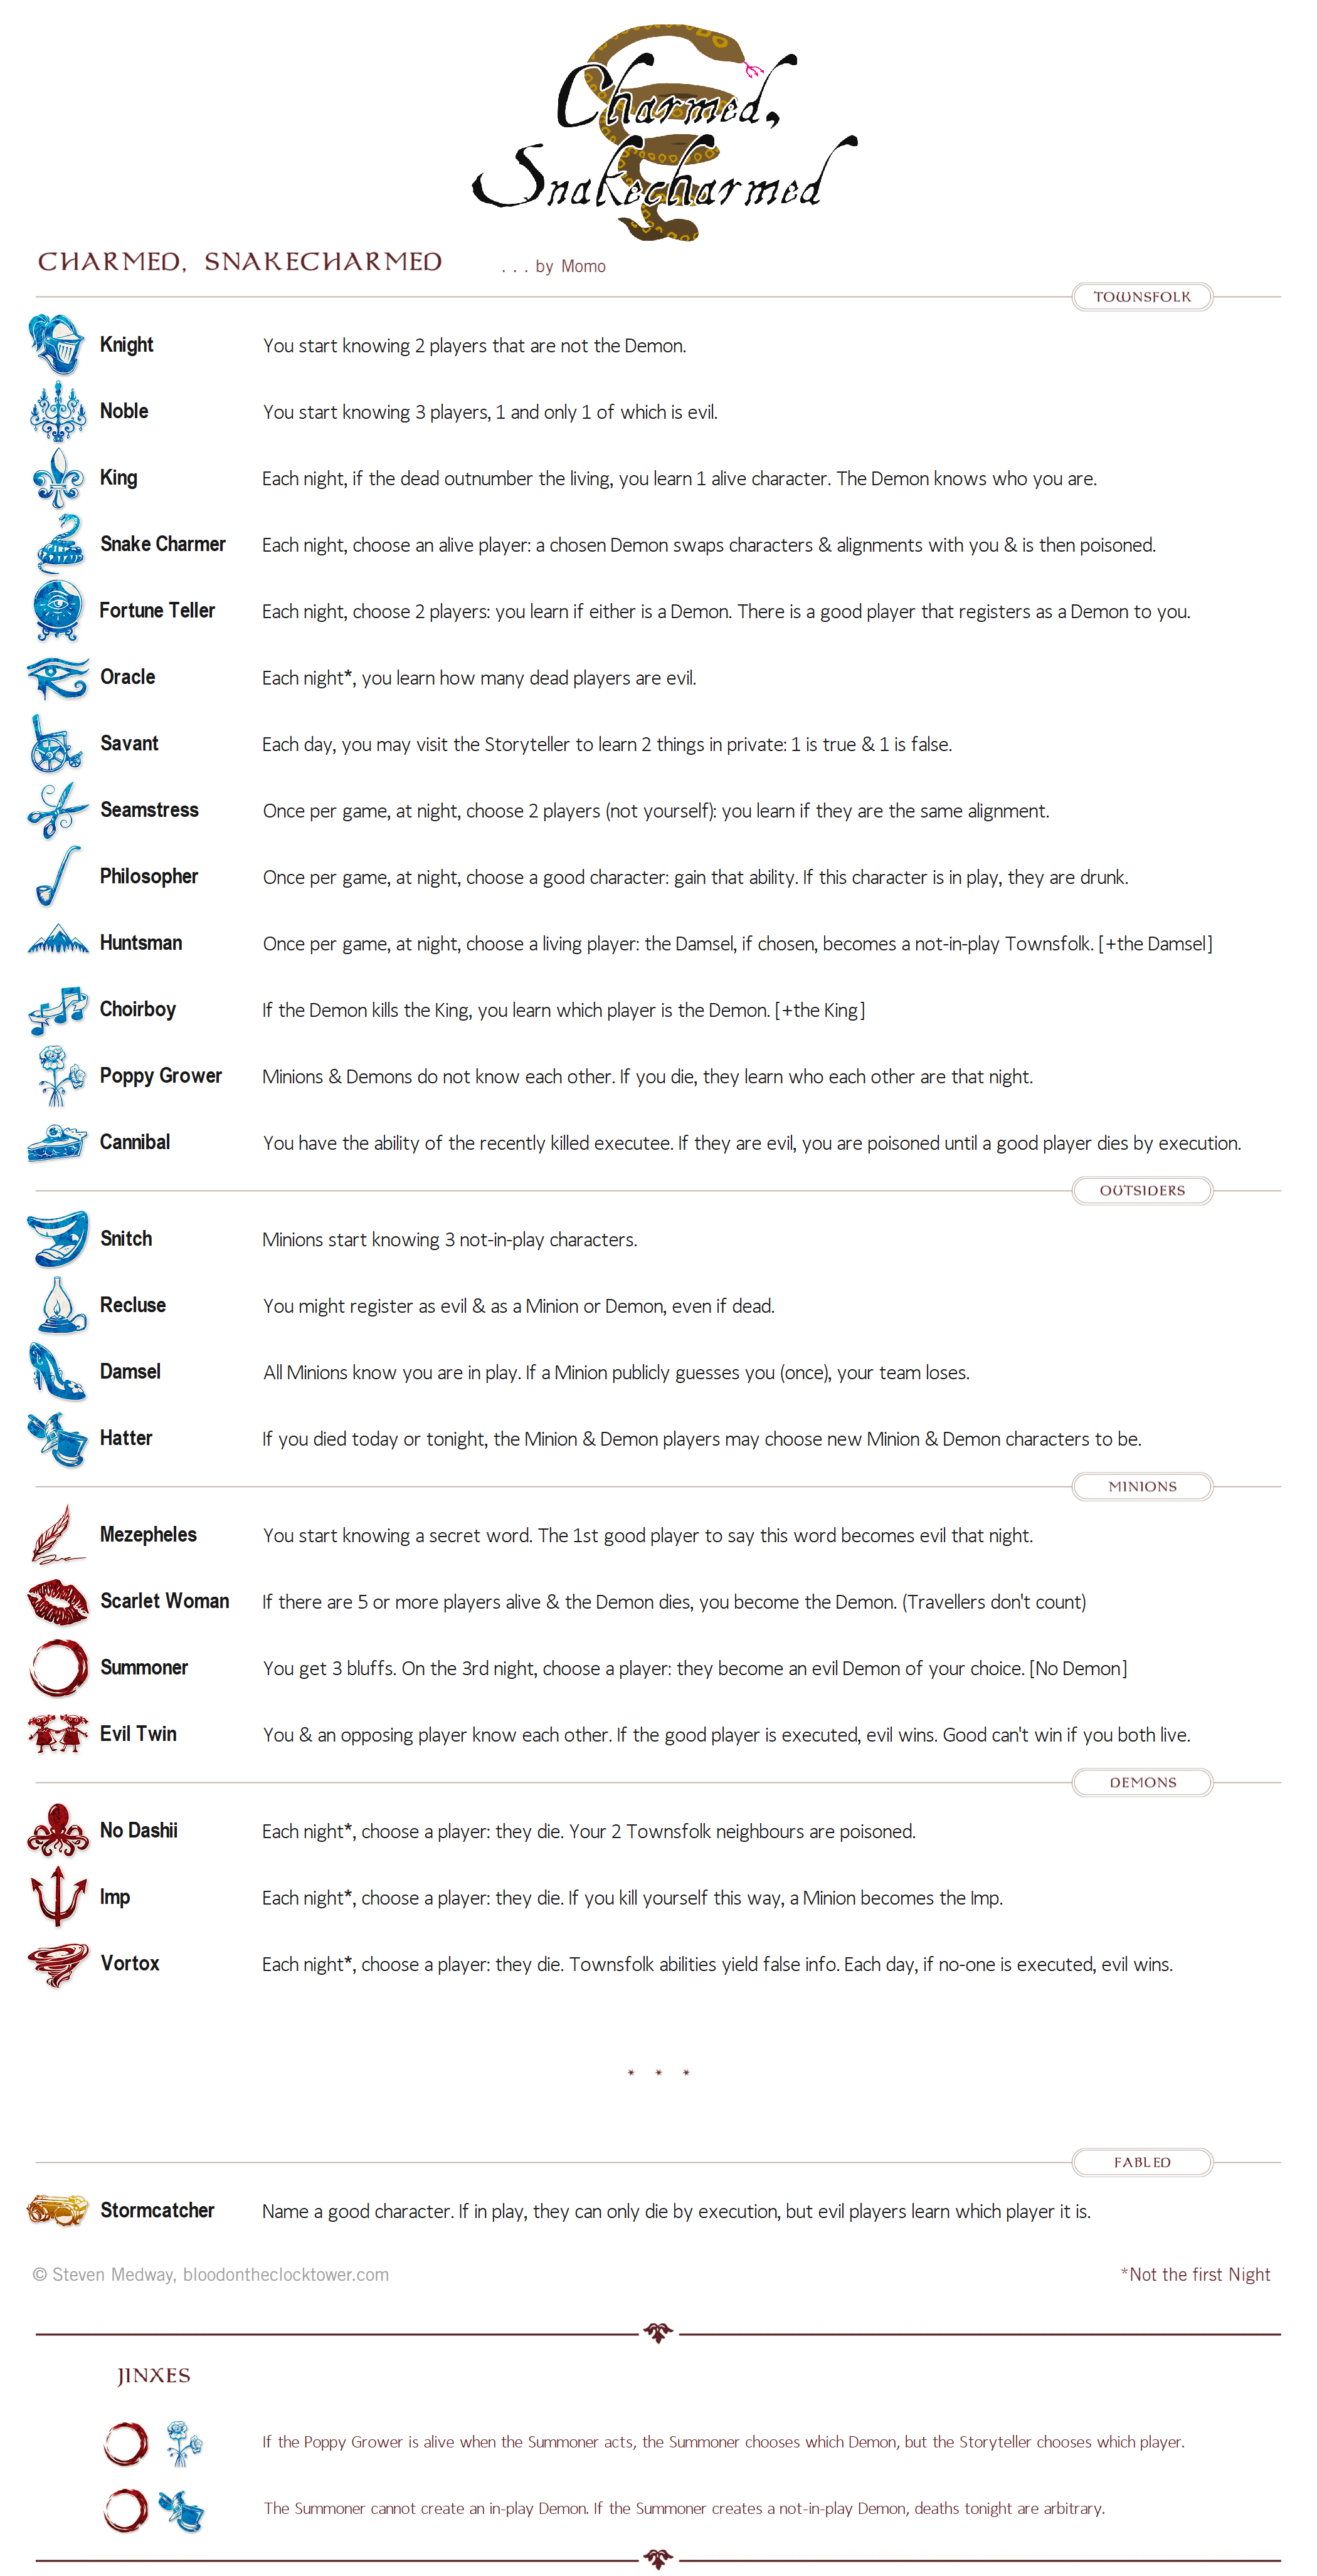 Charmed,
Snakecharmed
CHARMED, SNAKECHARMED . . . by Momo
TOWNSFOLK
Knight You start knowing 2 players that are not the Demon.
Noble You start knowing 3 players, 1 and only 1 of which is evil.
King Each night, if the dead outnumber the living, you learn 1 alive character. The Demon knows who you are.
Snake Charmer Each night, choose an alive player: a chosen Demon swaps characters & alignments with you & is then poisoned.
Fortune Teller Each night, choose 2 players: you learn if either is a Demon. There is a good player that registers as a Demon to you.
Oracle Each night*, you learn how many dead players are evil.
Savant Each day, you may visit the Storyteller to learn 2 things in private: 1 is true & 1 is false.
Seamstress Once per game, at night, choose 2 players (not yourself): you learn if they are the same alignment.
Philosopher Once per game, at night, choose a good character: gain that ability. If this character is in play, they are drunk.
Huntsman Once per game, at night, choose a living player: the Damsel, if chosen, becomes a not-in-play Townsfolk. [+the Damsel]
Choirboy If the Demon kills the King, you learn which player is the Demon. [+the King]
Poppy Grower Minions & Demons do not know each other. If you die, they learn who each other are that night.
Cannibal You have the ability of the recently killed executee. If they are evil, you are poisoned until a good player dies by execution.
OUTSIDERS
Snitch Minions start knowing 3 not-in-play characters.
Recluse You might register as evil & as a Minion or Demon, even if dead.
Damsel All Minions know you are in play. If a Minion publicly guesses you (once), your team loses.
Hatter If you died today or tonight, the Minion & Demon players may choose new Minion & Demon characters to be.
MINIONS
Mezepheles You start knowing a secret word. The 1st good player to say this word becomes evil that night.
Scarlet Woman If there are 5 or more players alive & the Demon dies, you become the Demon. (Travellers don't count)
Summoner You get 3 bluffs. On the 3rd night, choose a player: they become an evil Demon of your choice. [No Demon]
Evil Twin You & an opposing player know each other. If the good player is executed, evil wins. Good can't win if you both live.
DEMONS
No Dashii Each night*, choose a player: they die. Your 2 Townsfolk neighbours are poisoned.
Imp Each night*, choose a player: they die. If you kill yourself this way, a Minion becomes the Imp.
Vortox Each night*, choose a player: they die. Townsfolk abilities yield false info. Each day, if no-one is executed, evil wins.
* * *
FABLED
Stormcatcher Name a good character. If in play, they can only die by execution, but evil players learn which player it is.
© Steven Medway, bloodontheclocktower.com *Not the first Night
JINXES
If the Poppy Grower is alive when the Summoner acts, the Summoner chooses which Demon, but the Storyteller chooses which player.
The Summoner cannot create an in-play Demon. If the Summoner creates a not-in-play Demon, deaths tonight are arbitrary.